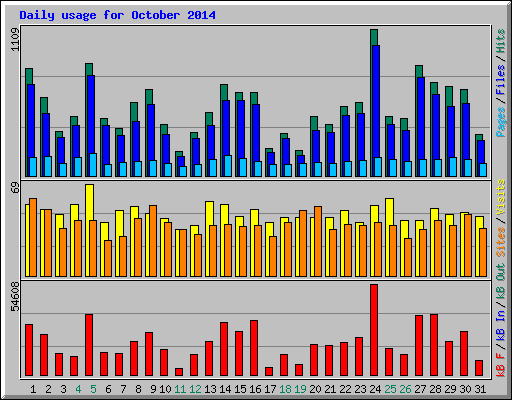 Daily usage for October 2014
1109
Pages / Files / Hits
69
Sites / Visits
54608
kB F / kB In / kB Out
1 2 3 4 5 6 7 8 9 10 11 12 13 14 15 16 17 18 19 20 21 22 23 24 25 26 27 28 29 30 31